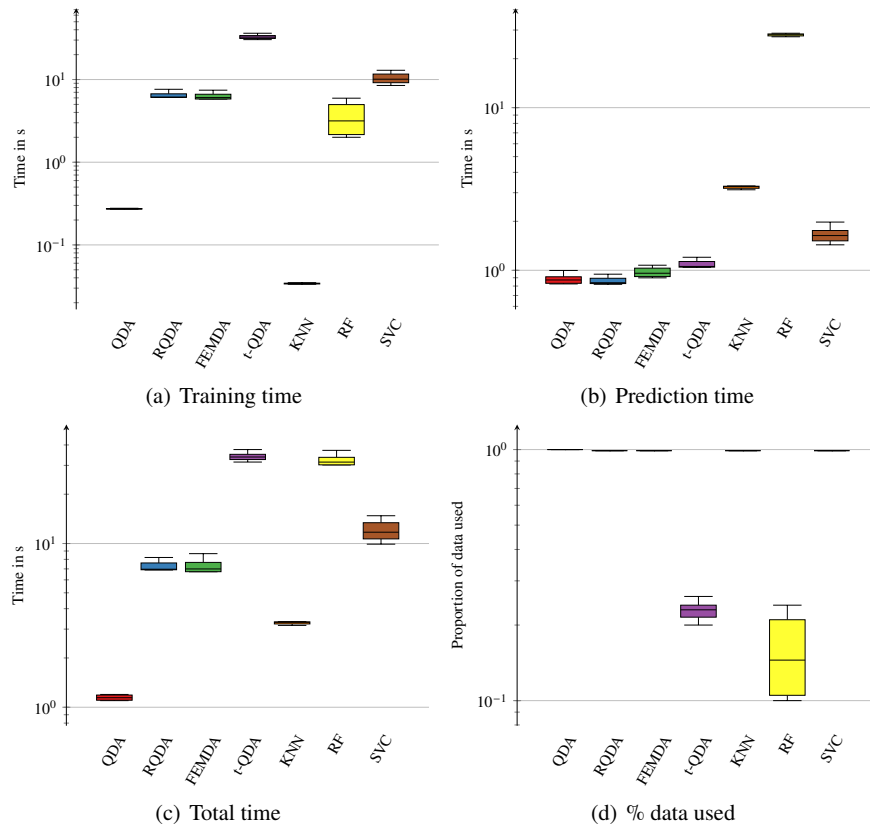 Time in s
10^1
10^0
10^−1
QDA
RQDA
FEMDA
t-QDA
KNN
RF
SVC
(a) Training time
Time in s
10^1
10^0
QDA
RQDA
FEMDA
t-QDA
KNN
RF
SVC
(b) Prediction time
Time in s
10^1
10^0
QDA
RQDA
FEMDA
t-QDA
KNN
RF
SVC
(c) Total time
Proportion of data used
10^0
10^−1
QDA
RQDA
FEMDA
t-QDA
KNN
RF
SVC
(d) % data used